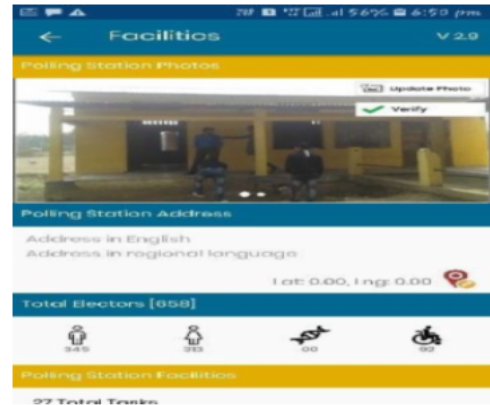 56% 6:50 pm
Facilities V 2.9
Polling Station Photos
Update Photo
Verify
Polling Station Address
Address in English
Address in regional language
Lat: 0.00, Lng: 0.00
Total Electors [658]
345 313 00 02
Polling Station Facilities
27 Total Tasks